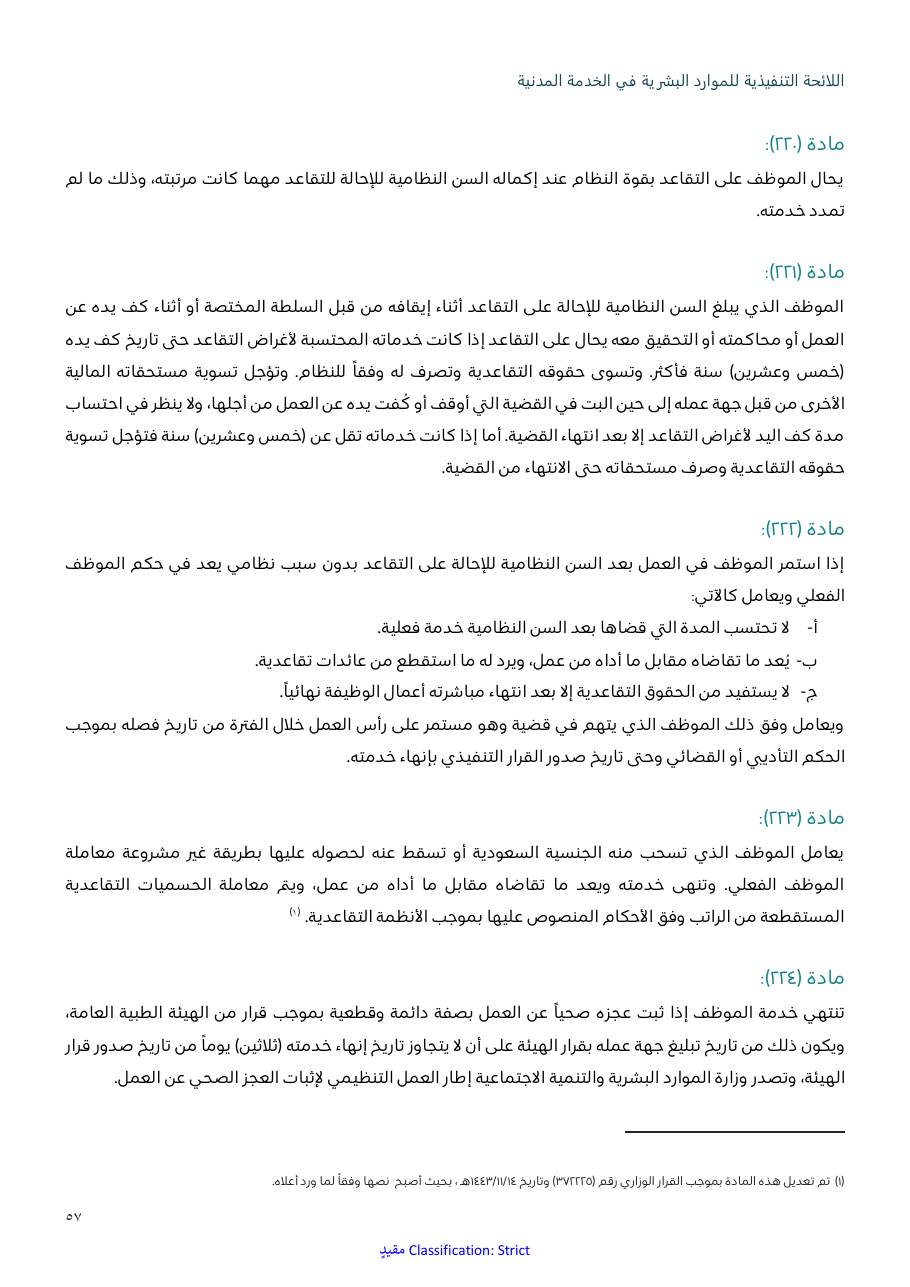 اللائحة التنفيذية للموارد البشرية في الخدمة المدنية
مادة (٢٢٠):
يحال الموظف على التقاعد بقوة النظام عند إكماله السن النظامية للإحالة للتقاعد مهما كانت مرتبته، وذلك ما لم
تمدد خدمته.
مادة (٢٢١):
الموظف الذي يبلغ السن النظامية للإحالة على التقاعد أثناء إيقافه من قبل السلطة المختصة أو أثناء كف يده عن
العمل أو محاكمته أو التحقيق معه يحال على التقاعد إذا كانت خدماته المحتسبة لأغراض التقاعد حتى تاريخ كف يده
(خمس وعشرين) سنة فأكثر. وتسوى حقوقه التقاعدية وتصرف له وفقاً للنظام. وتؤجل تسوية مستحقاته المالية
الأخرى من قبل جهة عمله إلى حين البت في القضية التي أوقف أو كُفت يده عن العمل من أجلها، ولا ينظر في احتساب
مدة كف اليد لأغراض التقاعد إلا بعد انتهاء القضية. أما إذا كانت خدماته تقل عن (خمس وعشرين) سنة فتؤجل تسوية
حقوقه التقاعدية وصرف مستحقاته حتى الانتهاء من القضية.
مادة (٢٢٢):
إذا استمر الموظف في العمل بعد السن النظامية للإحالة على التقاعد بدون سبب نظامي يعد في حكم الموظف
الفعلي ويعامل كالآتي:
أ- لا تحتسب المدة التي قضاها بعد السن النظامية خدمة فعلية.
ب- يُعد ما تقاضاه مقابل ما أداه من عمل، ويرد له ما استقطع من عائدات تقاعدية.
ج- لا يستفيد من الحقوق التقاعدية إلا بعد انتهاء مباشرته أعمال الوظيفة نهائياً.
ويعامل وفق ذلك الموظف الذي يتهم في قضية وهو مستمر على رأس العمل خلال الفترة من تاريخ فصله بموجب
الحكم التأديبي أو القضائي وحتى تاريخ صدور القرار التنفيذي بإنهاء خدمته.
مادة (٢٢٣):
يعامل الموظف الذي تسحب منه الجنسية السعودية أو تسقط عنه لحصوله عليها بطريقة غير مشروعة معاملة
الموظف الفعلي. وتنهى خدمته ويعد ما تقاضاه مقابل ما أداه من عمل، ويتم معاملة الحسميات التقاعدية
المستقطعة من الراتب وفق الأحكام المنصوص عليها بموجب الأنظمة التقاعدية. (١)
مادة (٢٢٤):
تنتهي خدمة الموظف إذا ثبت عجزه صحياً عن العمل بصفة دائمة وقطعية بموجب قرار من الهيئة الطبية العامة،
ويكون ذلك من تاريخ تبليغ جهة عمله بقرار الهيئة على أن لا يتجاوز تاريخ إنهاء خدمته (ثلاثين) يوماً من تاريخ صدور قرار
الهيئة، وتصدر وزارة الموارد البشرية والتنمية الاجتماعية إطار العمل التنظيمي لإثبات العجز الصحي عن العمل.
(١) تم تعديل هذه المادة بموجب القرار الوزاري رقم (٣٧٢٢٢٥) وتاريخ ١٤٤٣/١١/١٤هـ ، بحيث أصبح نصها وفقاً لما ورد أعلاه.
٥٧
Classification: Strict مقيدٍ